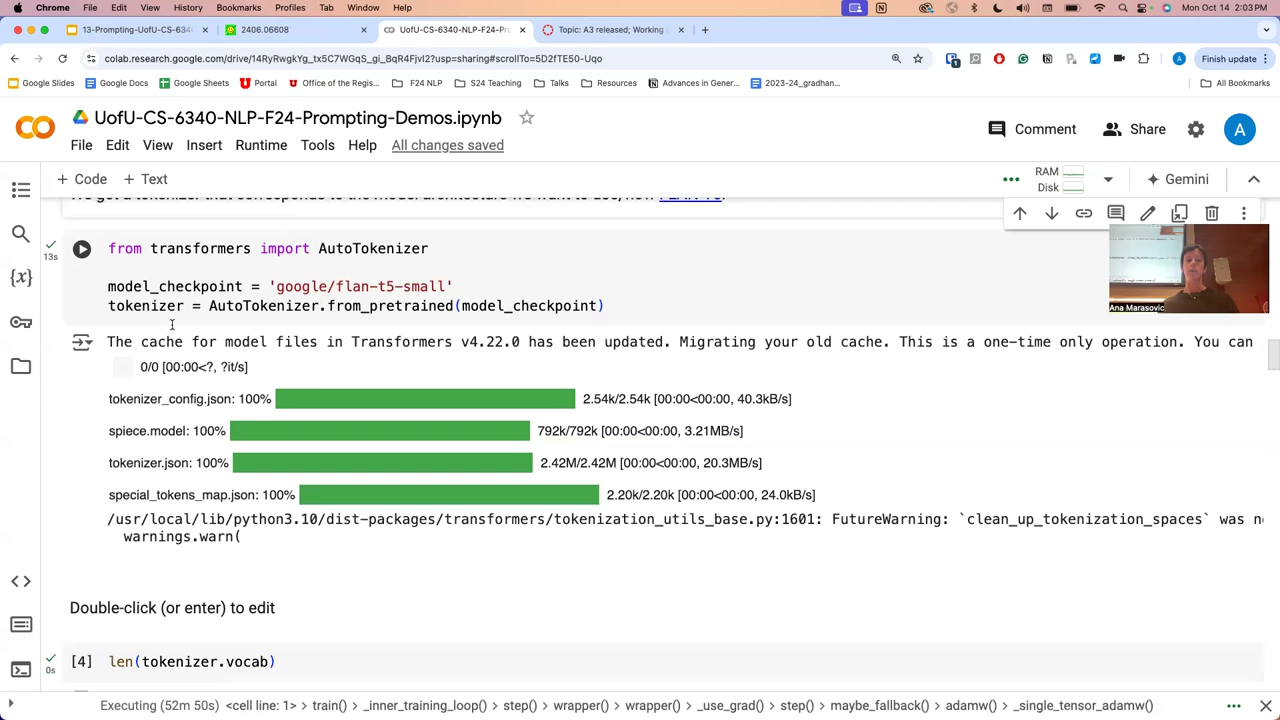 Chrome File Edit View History Bookmarks Profiles Tab Window Help Mon Oct 14 2:03 PM
13-Prompting-UofU-CS-6340- 2406.06608 UofU-CS-6340-NLP-F24-Pro Topic: A3 released; Working
colab.research.google.com/drive/14RyRwgMx_tx5C7WGqS_gi_BqR4FjvI2?usp=sharing#scrollTo=5D2fTE50-Uqo Finish update
Google Slides Google Docs Google Sheets Portal Office of the Regis... F24 NLP S24 Teaching Talks Resources Advances in Gener... 2023-24_gradhan... All Bookmarks
UofU-CS-6340-NLP-F24-Prompting-Demos.ipynb
Comment Share A
File Edit View Insert Runtime Tools Help All changes saved
+ Code + Text RAM Disk Gemini
13s
from transformers import AutoTokenizer
model_checkpoint = 'google/flan-t5-small'
tokenizer = AutoTokenizer.from_pretrained(model_checkpoint)
Ana Marasovic
The cache for model files in Transformers v4.22.0 has been updated. Migrating your old cache. This is a one-time only operation. You can
0/0 [00:00<?, ?it/s]
tokenizer_config.json: 100% 2.54k/2.54k [00:00<00:00, 40.3kB/s]
spiece.model: 100% 792k/792k [00:00<00:00, 3.21MB/s]
tokenizer.json: 100% 2.42M/2.42M [00:00<00:00, 20.3MB/s]
special_tokens_map.json: 100% 2.20k/2.20k [00:00<00:00, 24.0kB/s]
/usr/local/lib/python3.10/dist-packages/transformers/tokenization_utils_base.py:1601: FutureWarning: `clean_up_tokenization_spaces` was
warnings.warn(
Double-click (or enter) to edit
[4] len(tokenizer.vocab)
0s
Executing (52m 50s) <cell line: 1> > train() > _inner_training_loop() > step() > wrapper() > wrapper() > _use_grad() > step() > maybe_fallback() > adamw() > _single_tensor_adamw()